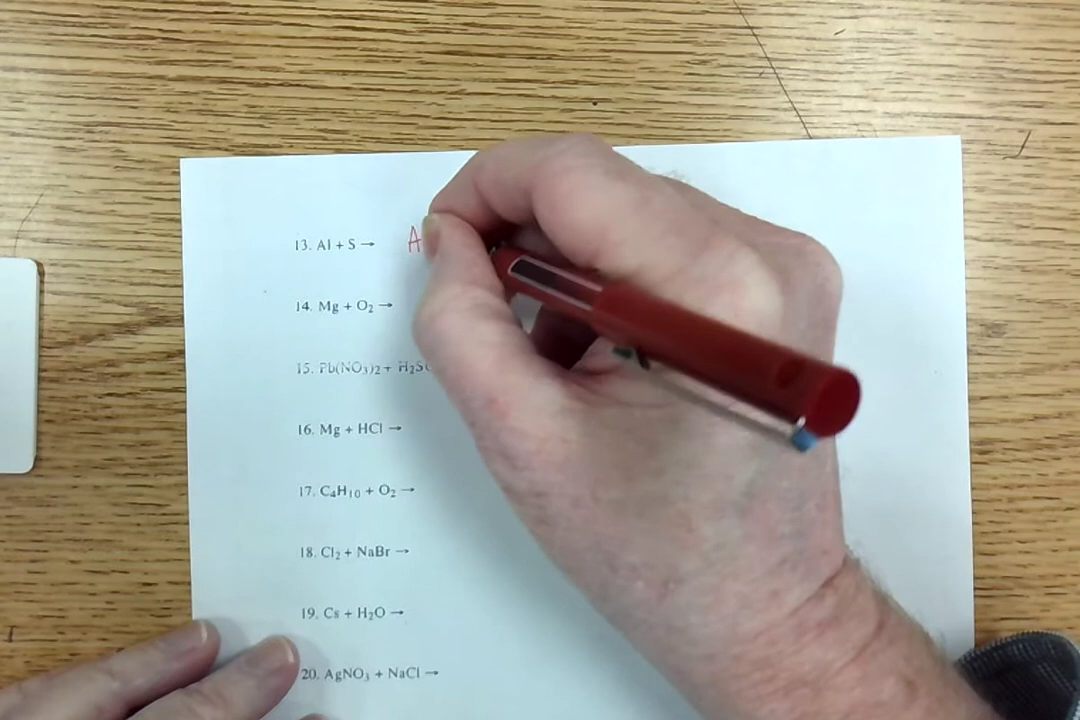 13. Al + S → A
14. Mg + O₂ →
15. Pb(NO₃)2 + H₂S
16. Mg + HCl →
17. C₄H₁₀ + O₂ →
18. Cl₂ + NaBr →
19. Cs + H₂O →
20. AgNO₃ + NaCl →